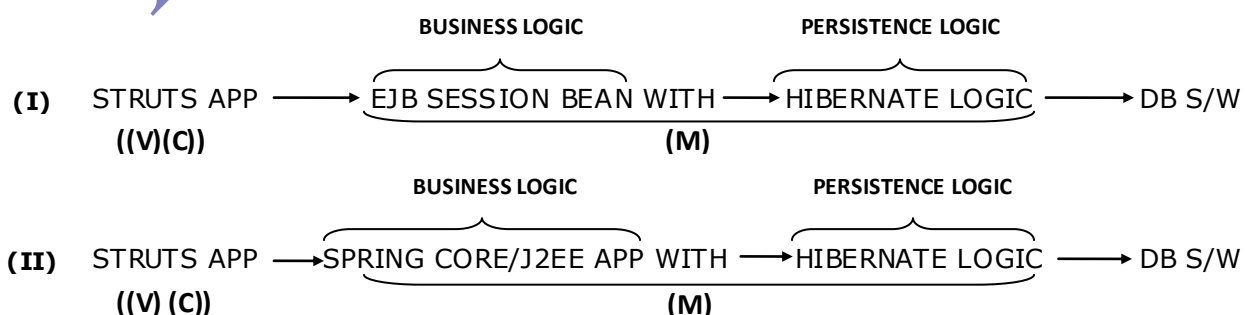 BUSINESS LOGIC PERSISTENCE LOGIC
(I) STRUTS APP EJB SESSION BEAN WITH HIBERNATE LOGIC DB S/W
((V)(C)) (M)
BUSINESS LOGIC PERSISTENCE LOGIC
(II) STRUTS APP SPRING CORE/J2EE APP WITH HIBERNATE LOGIC DB S/W
((V) (C)) (M)